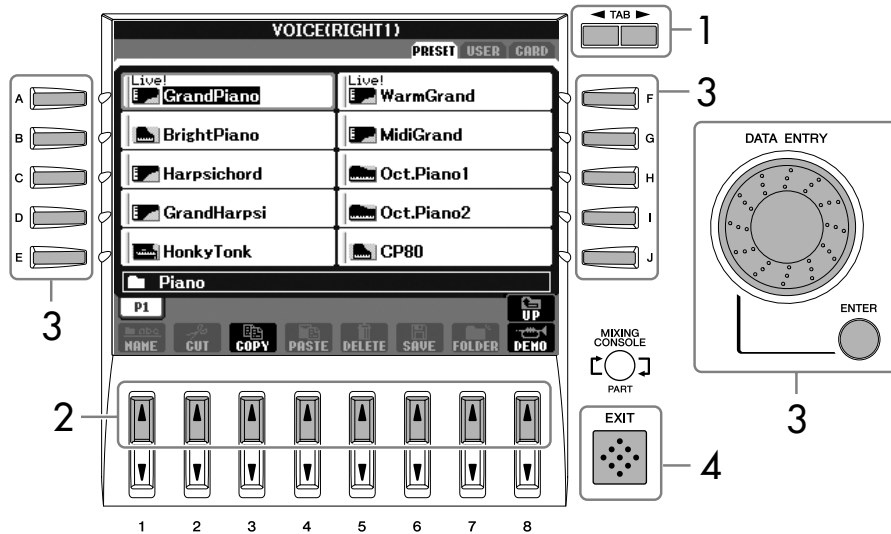 VOICE(RIGHT1)
PRESET USER CARD
◄ TAB ►
1
Live!
GrandPiano
Live!
WarmGrand
BrightPiano
MidiGrand
Harpsichord
Oct.Piano1
GrandHarpsi
Oct.Piano2
HonkyTonk
CP80
Piano
P1
UP
abc
NAME CUT COPY PASTE DELETE SAVE FOLDER DEMO
A
B
C
D
E
3
F
G
H
I
J
3
DATA ENTRY
ENTER
3
MIXING
CONSOLE
PART
EXIT
4
2
1 2 3 4 5 6 7 8